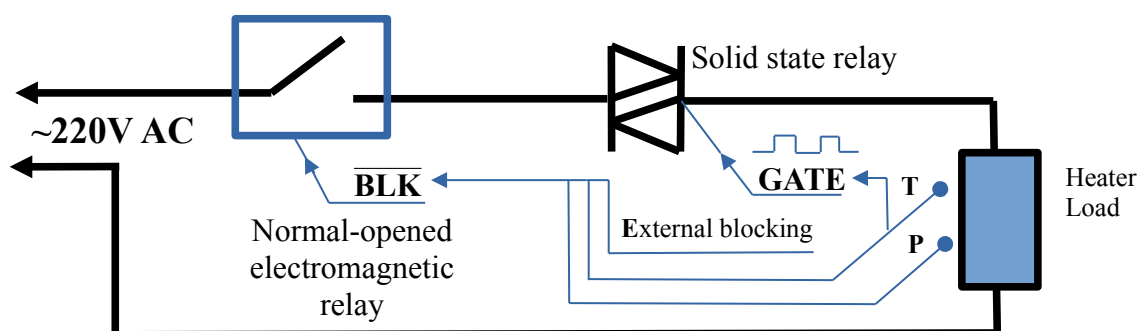 Solid state relay
~220V AC
BLK
GATE
T
Heater
Load
External blocking
P
Normal-opened
electromagnetic
relay